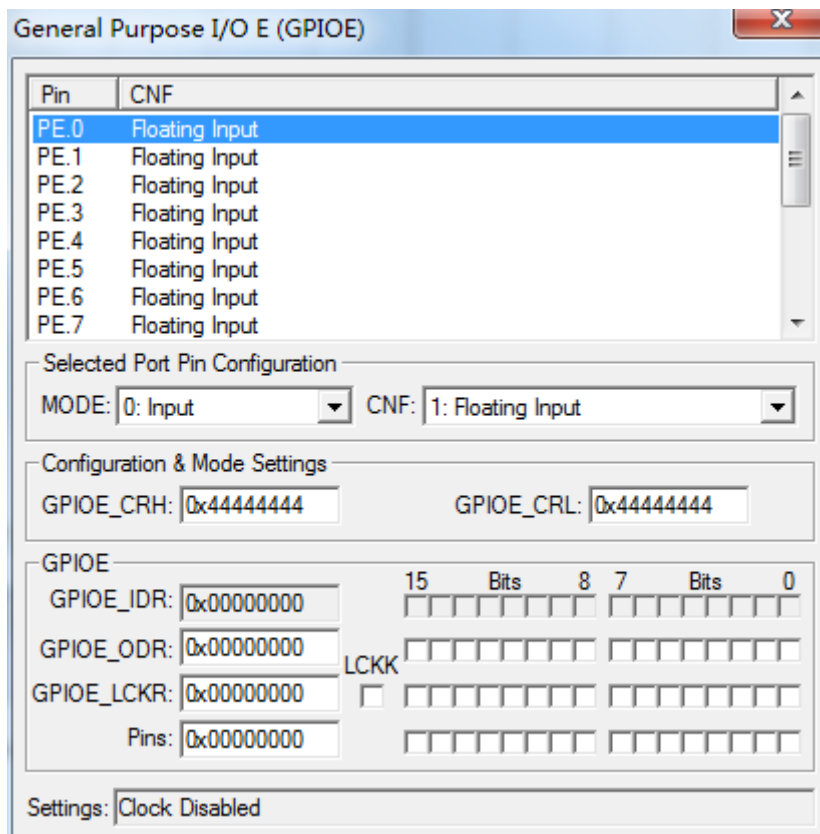 General Purpose I/O E (GPIOE)
Pin CNF
PE.0 Floating Input
PE.1 Floating Input
PE.2 Floating Input
PE.3 Floating Input
PE.4 Floating Input
PE.5 Floating Input
PE.6 Floating Input
PE.7 Floating Input
Selected Port Pin Configuration
MODE: 0: Input CNF: 1: Floating Input
Configuration & Mode Settings
GPIOE_CRH: 0x44444444 GPIOE_CRL: 0x44444444
GPIOE
15 Bits 8 7 Bits 0
GPIOE_IDR: 0x00000000
GPIOE_ODR: 0x00000000
LCKK
GPIOE_LCKR: 0x00000000
Pins: 0x00000000
Settings: Clock Disabled